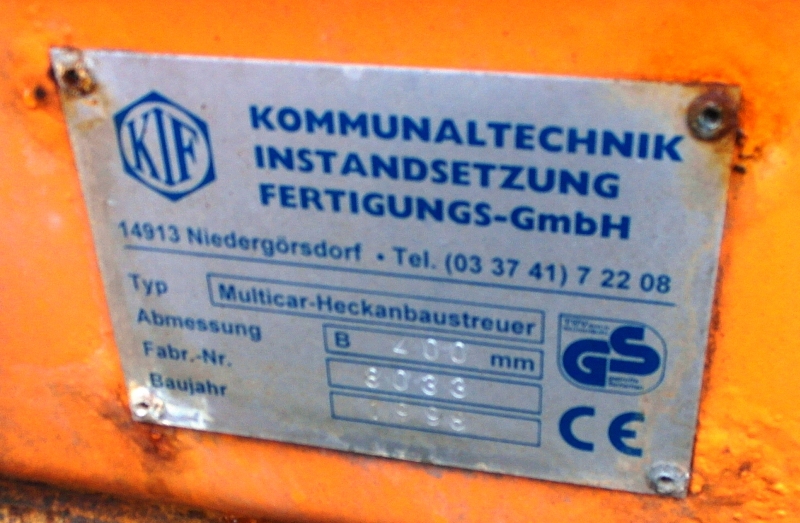 KIF
KOMMUNALTECHNIK
INSTANDSETZUNG
FERTIGUNGS-GmbH
14913 Niedergörsdorf • Tel. (03 37 41) 7 22 08
Typ Multicar-Heckanbaustreuer
Abmessung B 400 mm
Fabr.-Nr.
Baujahr
GS
CE